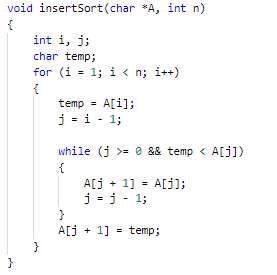 void insertSort(char *A, int n)
{
    int i, j;
    char temp;
    for (i = 1; i < n; i++)
    {
        temp = A[i];
        j = i - 1;

        while (j >= 0 && temp < A[j])
        {
            A[j + 1] = A[j];
            j = j - 1;
        }
        A[j + 1] = temp;
    }
}